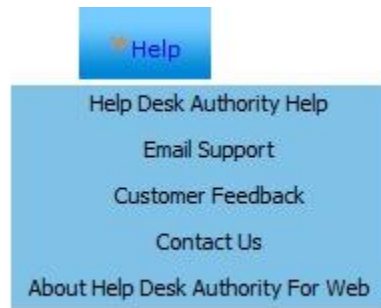 Help
Help Desk Authority Help
Email Support
Customer Feedback
Contact Us
About Help Desk Authority For Web